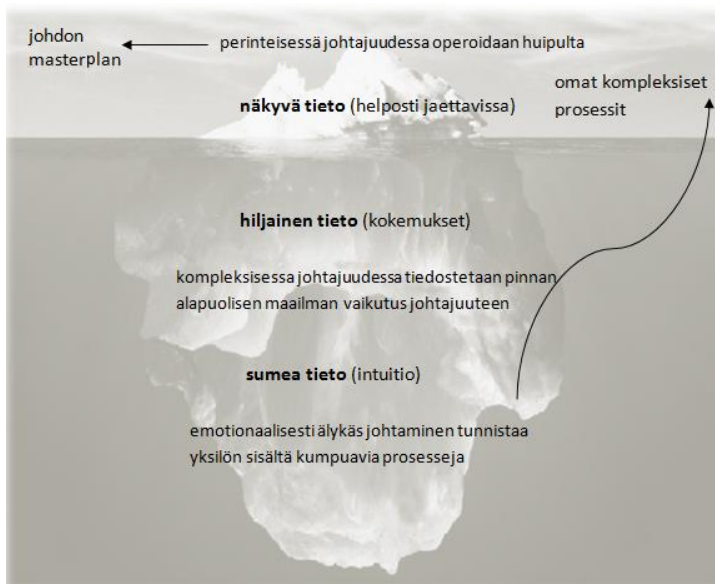 johdon
masterplan
perinteisessä johtajuudessa operoidaan huipulta
omat kompleksiset
prosessit
näkyvä tieto (helposti jaettavissa)
hiljainen tieto (kokemukset)
kompleksisessa johtajuudessa tiedostetaan pinnan
alapuolisen maailman vaikutus johtajuuteen
sumea tieto (intuitio)
emotionaalisesti älykäs johtaminen tunnistaa
yksilön sisältä kumpuavia prosesseja